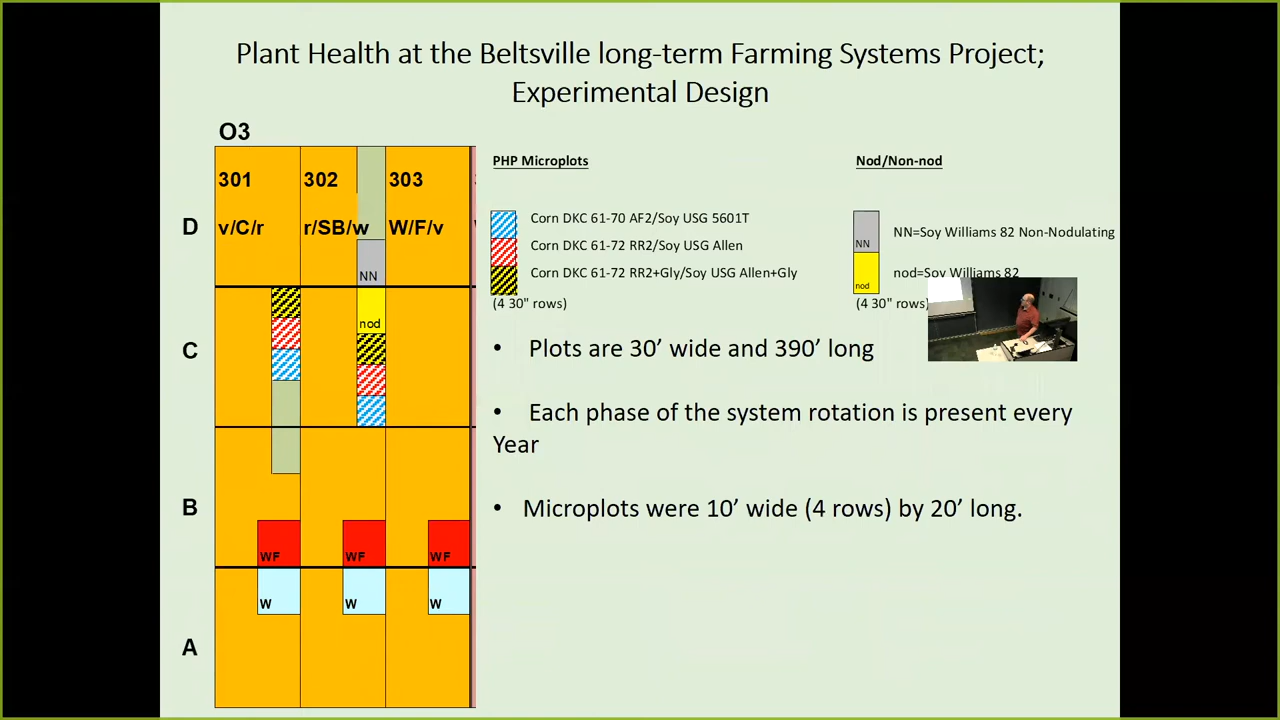 Plant Health at the Beltsville long-term Farming Systems Project;
Experimental Design
O3
301
302
303
v/C/r
r/SB/w
W/F/v
D
NN
C
nod
B
WF
WF
WF
W
W
W
A
PHP Microplots
Corn DKC 61-70 AF2/Soy USG 5601T
Corn DKC 61-72 RR2/Soy USG Allen
Corn DKC 61-72 RR2+Gly/Soy USG Allen+Gly
(4 30" rows)
Nod/Non-nod
NN
NN=Soy Williams 82 Non-Nodulating
nod
nod=Soy Williams 82
(4 30" rows)
• Plots are 30’ wide and 390’ long
• Each phase of the system rotation is present every
Year
• Microplots were 10’ wide (4 rows) by 20’ long.